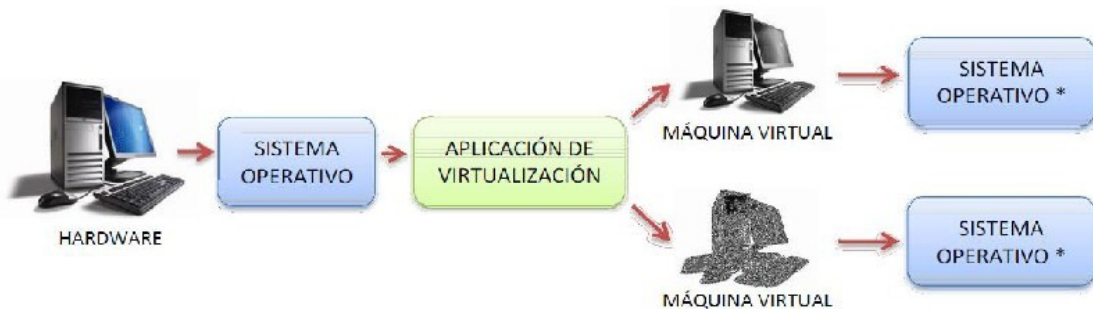 HARDWARE
SISTEMA
OPERATIVO
APLICACIÓN DE
VIRTUALIZACIÓN
MÁQUINA VIRTUAL
SISTEMA
OPERATIVO *
MÁQUINA VIRTUAL
SISTEMA
OPERATIVO *